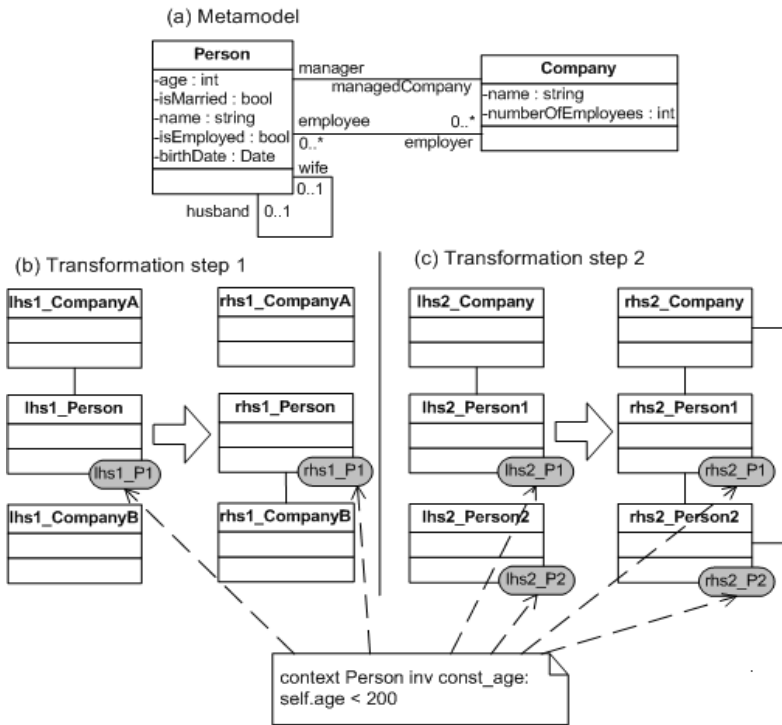 (a) Metamodel
Person
-age : int
-isMarried : bool
-name : string
-isEmployed : bool
-birthDate : Date
manager
managedCompany
employee
0..*
0..*
employer
wife
0..1
husband
0..1
Company
-name : string
-numberOfEmployees : int
(b) Transformation step 1
lhs1_CompanyA
rhs1_CompanyA
lhs1_Person
rhs1_Person
lhs1_P1
rhs1_P1
lhs1_CompanyB
rhs1_CompanyB
(c) Transformation step 2
lhs2_Company
rhs2_Company
lhs2_Person1
rhs2_Person1
lhs2_P1
rhs2_P1
lhs2_Person2
rhs2_Person2
lhs2_P2
rhs2_P2
context Person inv const_age:
self.age < 200